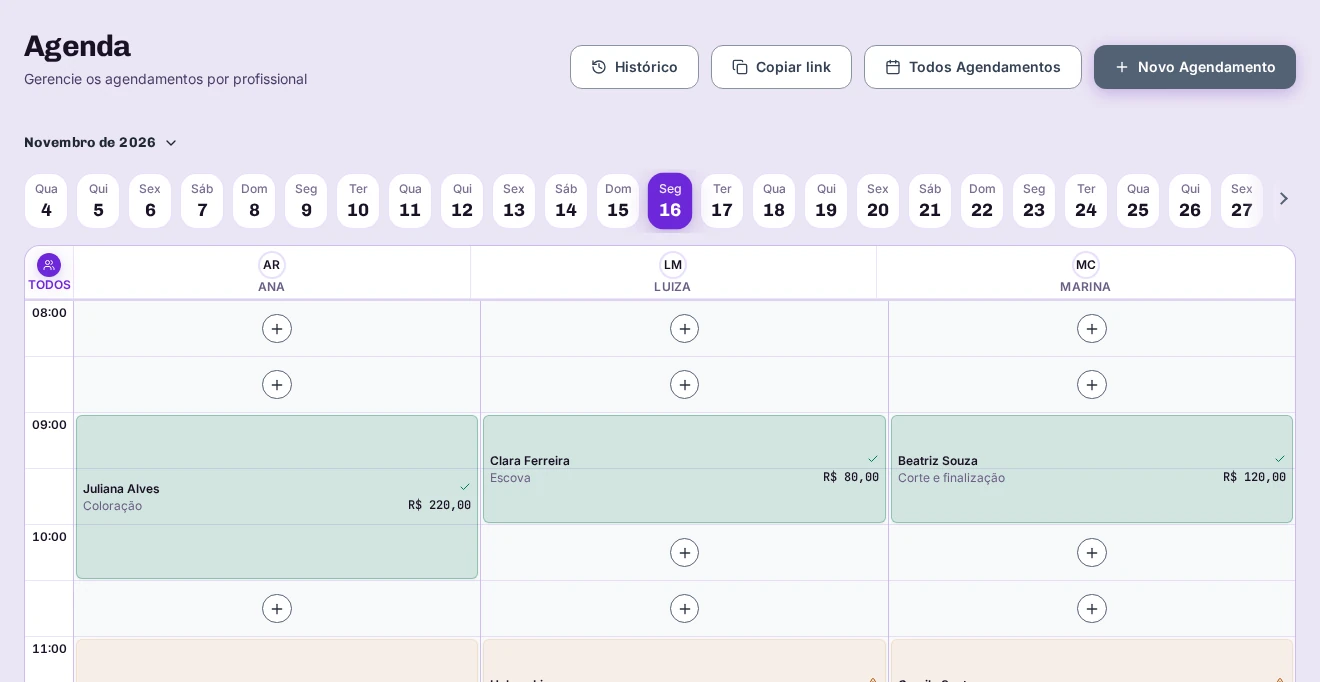 Agenda
Gerencie os agendamentos por profissional
Histórico
Copiar link
Todos Agendamentos
Novo Agendamento
Novembro de 2026
Qua 4
Qui 5
Sex 6
Sáb 7
Dom 8
Seg 9
Ter 10
Qua 11
Qui 12
Sex 13
Sáb 14
Dom 15
Seg 16
Ter 17
Qua 18
Qui 19
Sex 20
Sáb 21
Dom 22
Seg 23
Ter 24
Qua 25
Qui 26
Sex 27
TODOS
AR
ANA
LM
LUIZA
MC
MARINA
08:00
09:00
Juliana Alves
Coloração R$ 220,00
Clara Ferreira
Escova R$ 80,00
Beatriz Souza
Corte e finalização R$ 120,00
10:00
11:00